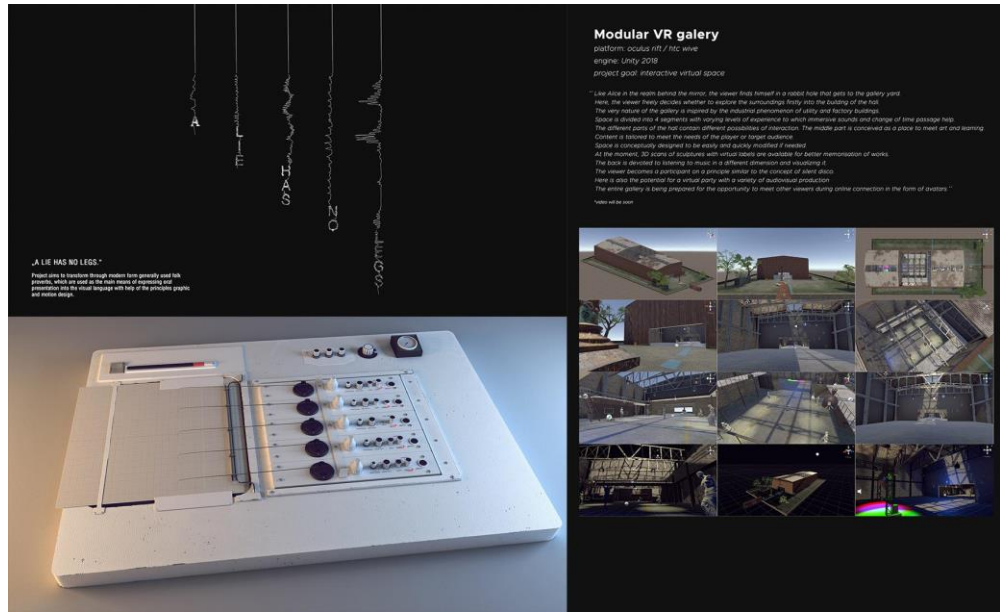 A
LIE
HAS
NO
LEGS
„A LIE HAS NO LEGS.“
Project aims to transform through modern form generally used folk
proverbs, which are used as the main means of expressing oral
presentation into the visual language with help of the principles graphic
and motion design.
Modular VR galery
platform: oculus rift / htc wive
engine: Unity 2018
project goal: interactive virtual space
" Like Alice in the realm behind the mirror, the viewer finds himself in a rabbit hole that gets to the gallery yard.
Here, the viewer freely decides whether to explore the surroundings firstly into the building of the hall.
The very nature of the gallery is inspired by the industrial phenomenon of utility and factory buildings.
Space is divided into 4 segments with varying levels of experience to which immersive sounds and change of time passage help.
The different parts of the hall contain different possibilities of interaction. The middle part is conceived as a place to meet art and learning.
Content is tailored to meet the needs of the player or target audience.
Space is conceptually designed to be easily and quickly modified if needed
At the moment, 3D scans of sculptures with virtual labels are available for better memorisation of works.
The back is devoted to listening to music in a different dimension and visualizing it.
The viewer becomes a participant on a principle similar to the concept of silent disco.
Here is also the potential for a virtual party with a variety of audiovisual production
The entire gallery is being prepared for the opportunity to meet other viewers during online connection in the form of avatars. "
*video will be soon